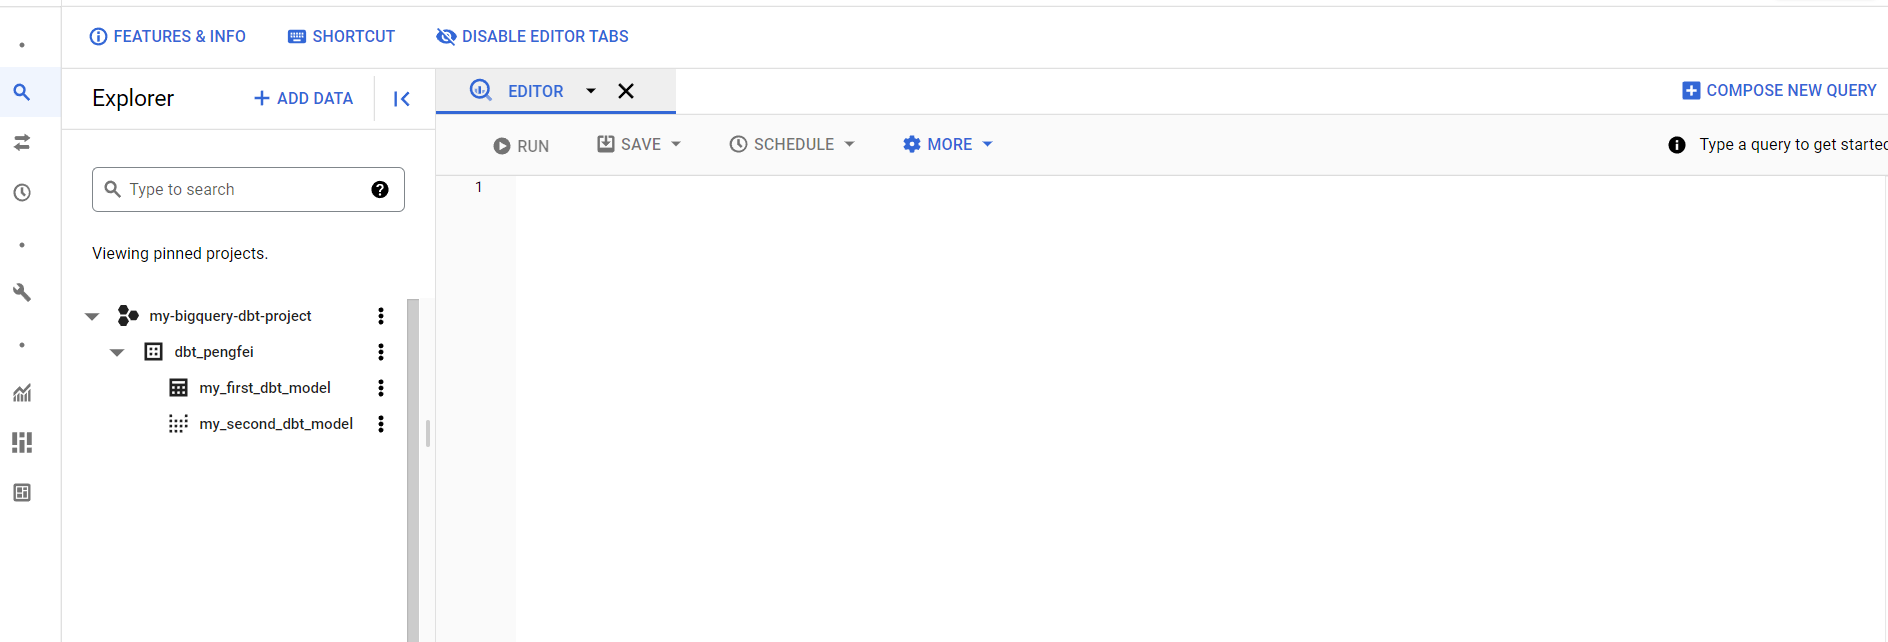 FEATURES & INFO SHORTCUT DISABLE EDITOR TABS
Explorer ADD DATA
EDITOR COMPOSE NEW QUERY
RUN SAVE SCHEDULE MORE Type a query to get started
Type to search
1
Viewing pinned projects.
my-bigquery-dbt-project
dbt_pengfei
my_first_dbt_model
my_second_dbt_model